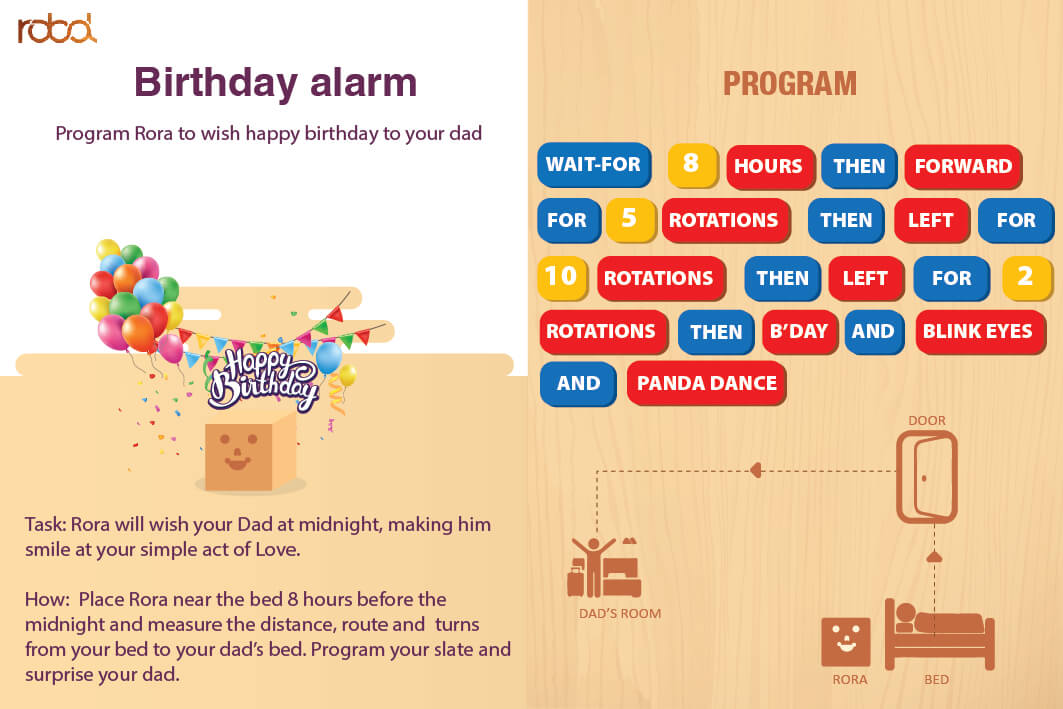 robd
Birthday alarm
Program Rora to wish happy birthday to your dad
Happy
Birthday
Task: Rora will wish your Dad at midnight, making him
smile at your simple act of Love.
How: Place Rora near the bed 8 hours before the
midnight and measure the distance, route and turns
from your bed to your dad's bed. Program your slate and
surprise your dad.
PROGRAM
WAIT-FOR 8 HOURS THEN FORWARD
FOR 5 ROTATIONS THEN LEFT FOR
10 ROTATIONS THEN LEFT FOR 2
ROTATIONS THEN B'DAY AND BLINK EYES
AND PANDA DANCE
DOOR
DAD'S ROOM
RORA BED